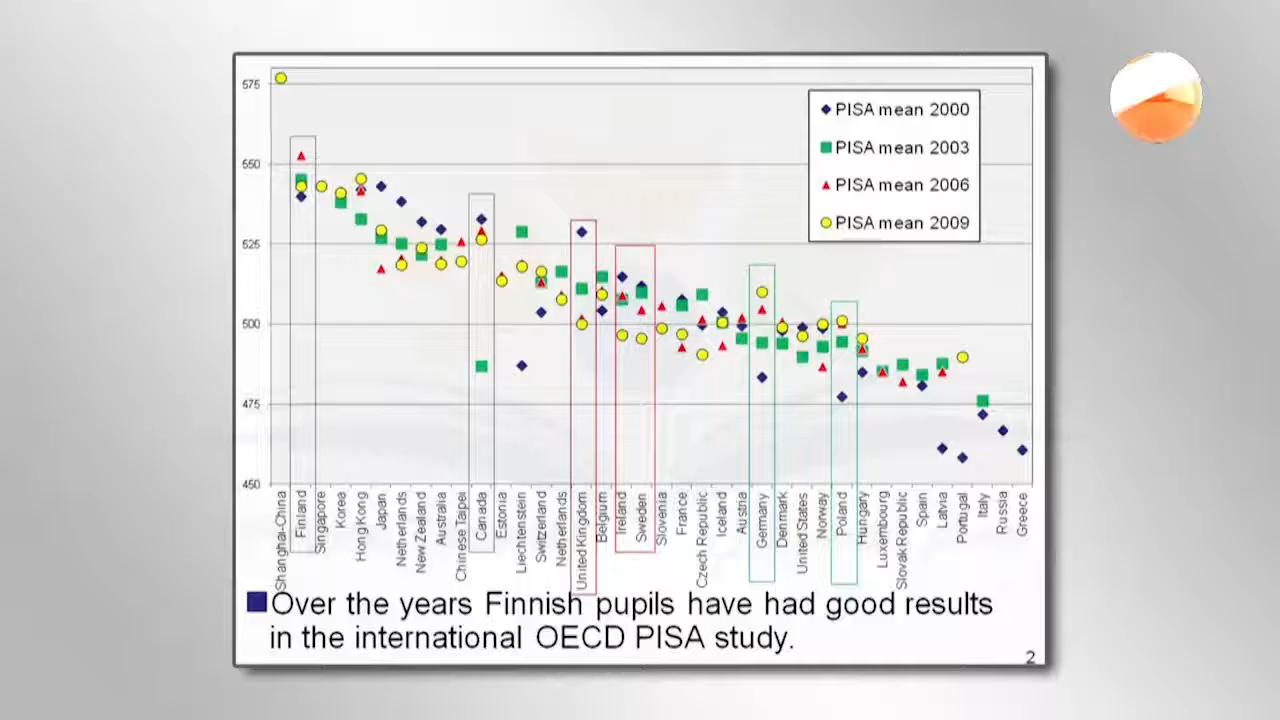 575
550
525
500
475
450
PISA mean 2000
PISA mean 2003
PISA mean 2006
PISA mean 2009
Shanghai-China
Finland
Singapore
Korea
Hong Kong
Japan
Netherlands
New Zealand
Australia
Chinese Taipei
Canada
Estonia
Liechtenstein
Switzerland
Netherlands
United Kingdom
Belgium
Ireland
Sweden
Slovenia
France
Czech Republic
Iceland
Austria
Germany
Denmark
United States
Norway
Poland
Hungary
Luxembourg
Slovak Republic
Spain
Latvia
Portugal
Italy
Russia
Greece
Over the years Finnish pupils have had good results
in the international OECD PISA study.
2